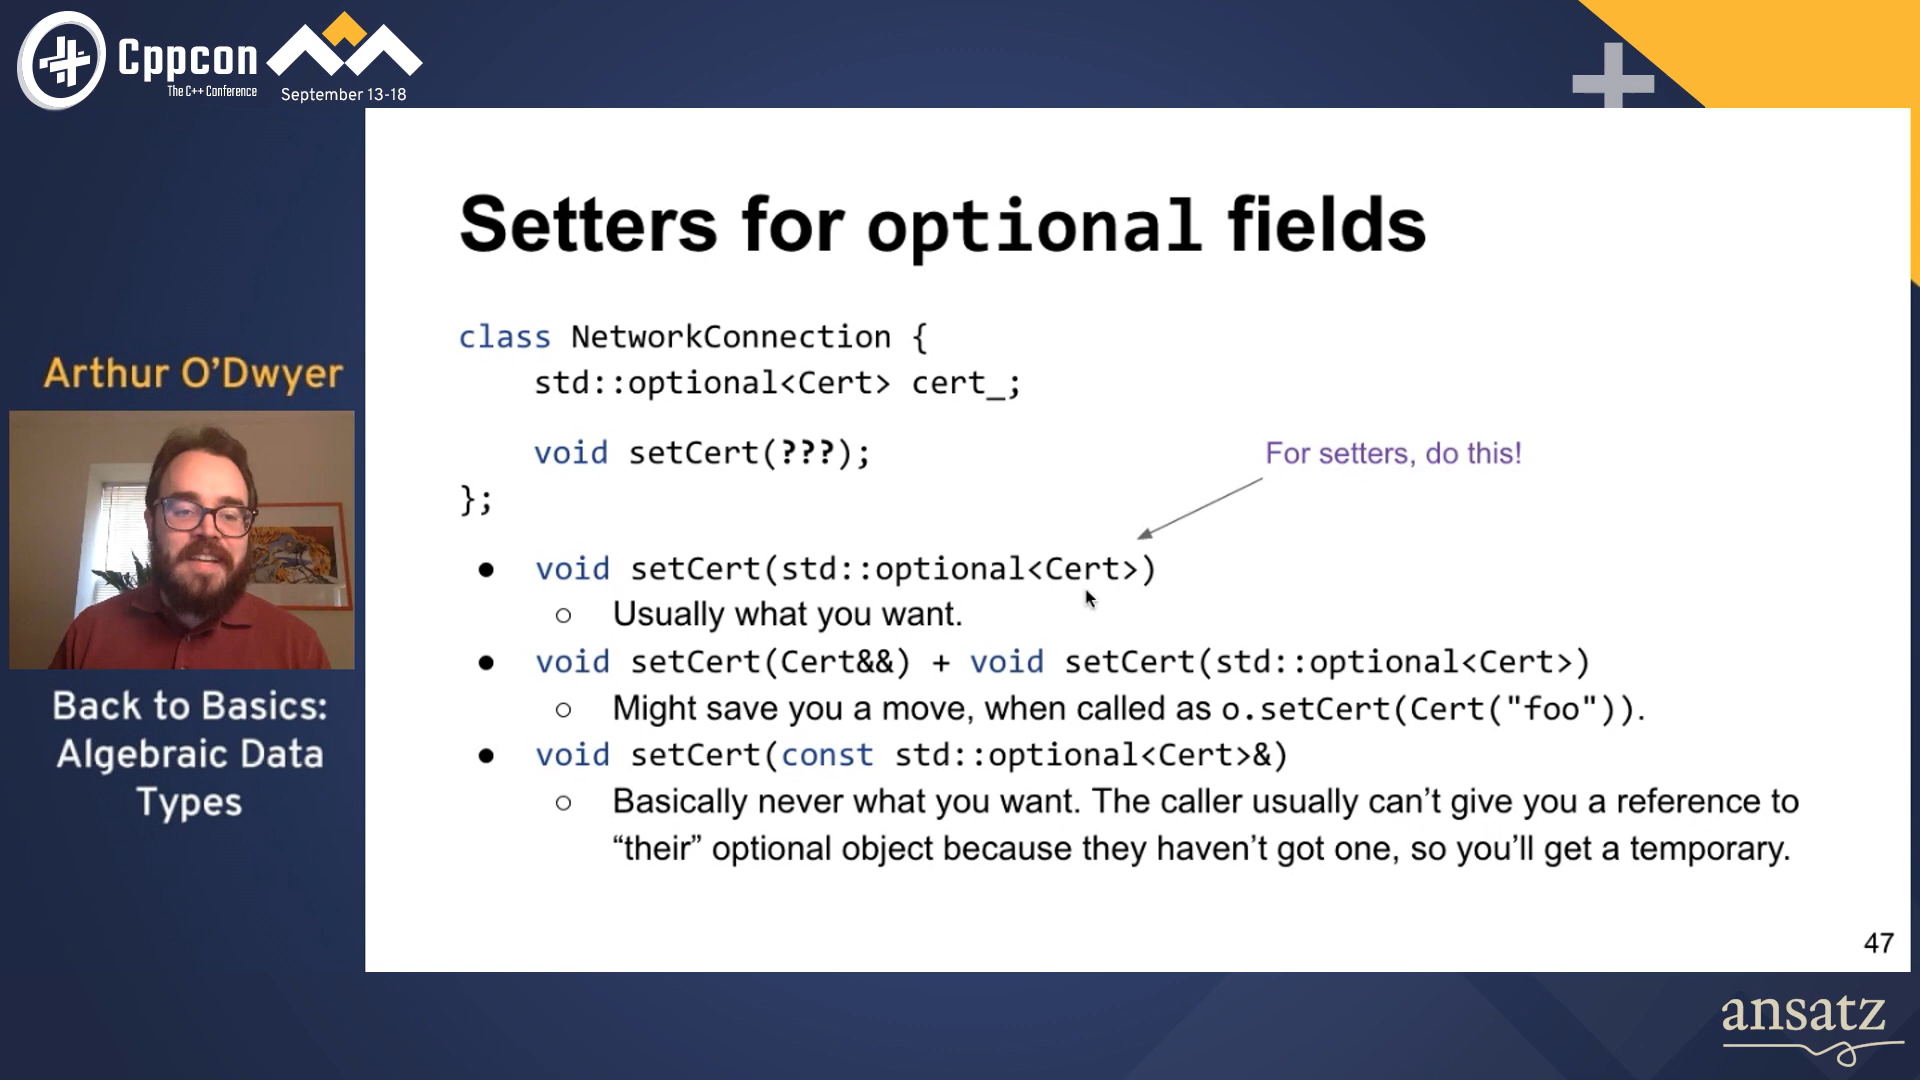 Cppcon
The C++ Conference
September 13-18
Arthur O'Dwyer
Back to Basics:
Algebraic Data
Types
Setters for optional fields
class NetworkConnection {
std::optional<Cert> cert_;
void setCert(???);
};
For setters, do this!
● void setCert(std::optional<Cert>)
○ Usually what you want.
● void setCert(Cert&&) + void setCert(std::optional<Cert>)
○ Might save you a move, when called as o.setCert(Cert("foo")).
● void setCert(const std::optional<Cert>&)
○ Basically never what you want. The caller usually can't give you a reference to
“their” optional object because they haven't got one, so you'll get a temporary.
47
ansatz